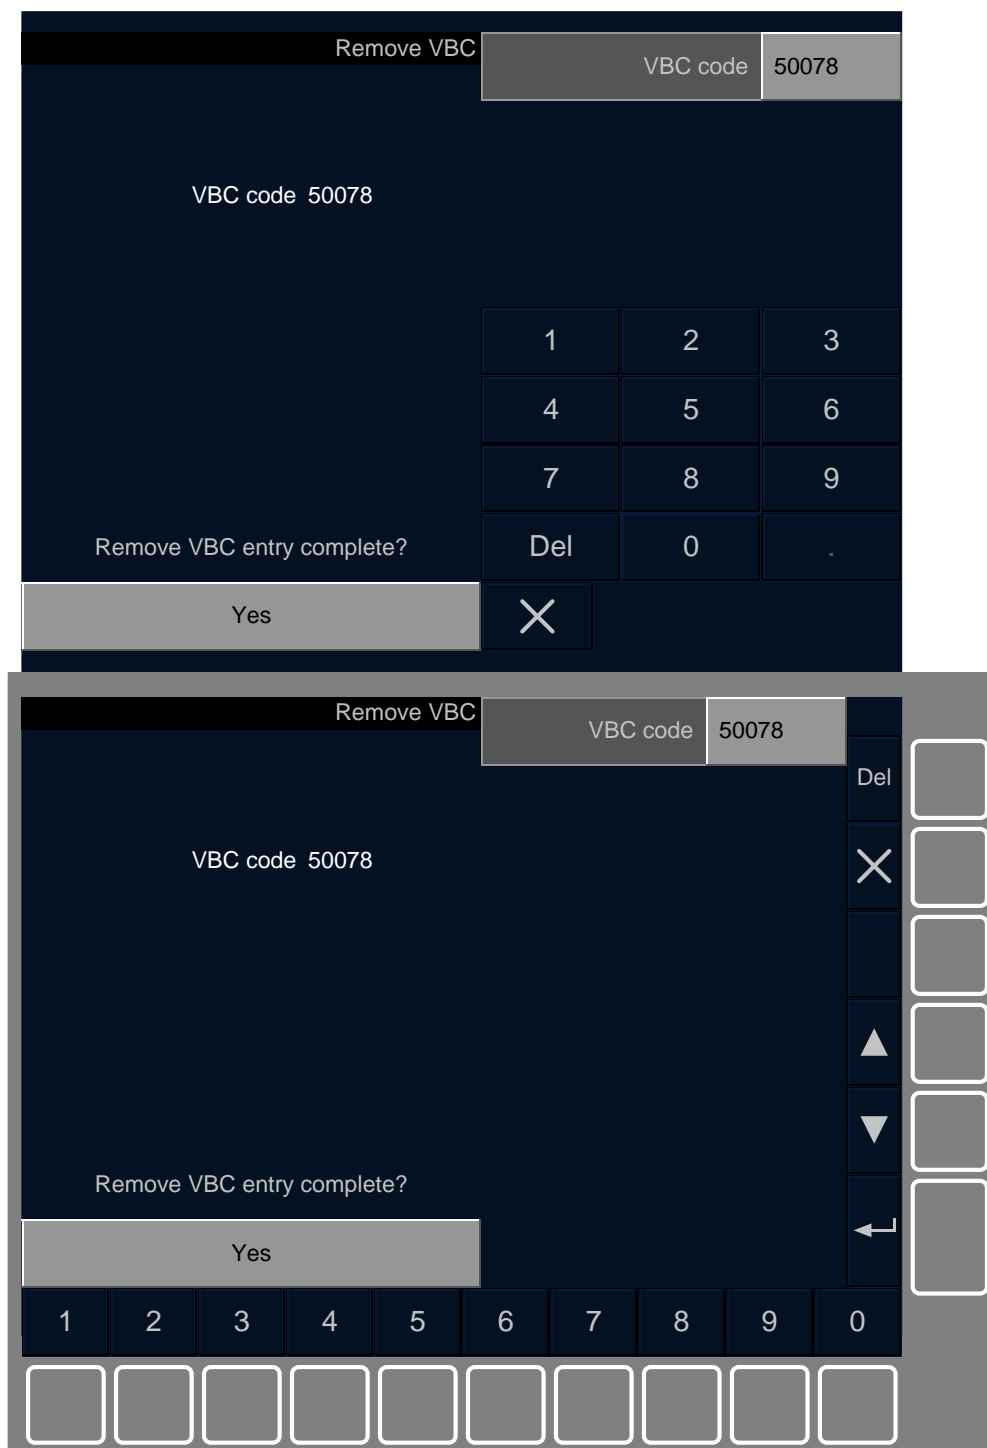 Remove VBC
VBC code 50078
VBC code 50078
1 2 3
4 5 6
7 8 9
Remove VBC entry complete?
Del 0 .
Yes
Remove VBC
VBC code 50078
Del
VBC code 50078
Remove VBC entry complete?
Yes
1 2 3 4 5 6 7 8 9 0